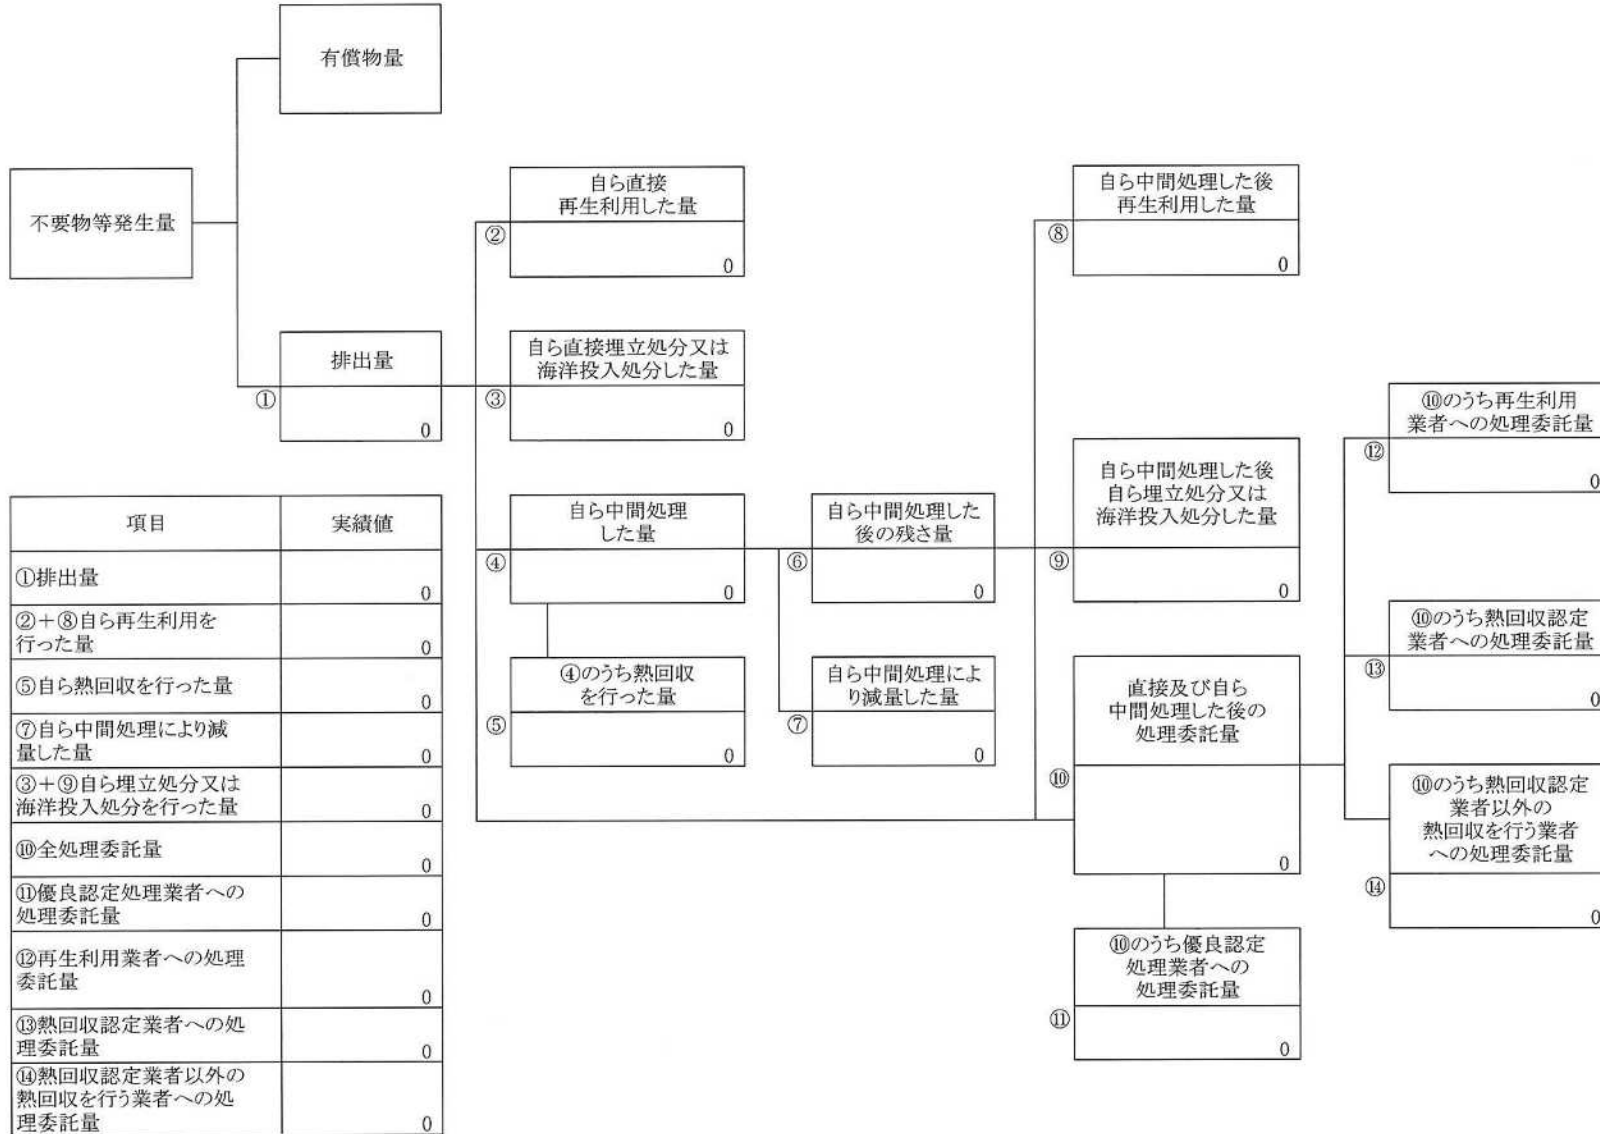 有償物量
不要物等発生量
自ら直接
再生利用した量
②
0
自ら中間処理した後
再生利用した量
⑧
0
排出量
①
0
自ら直接埋立処分又は
海洋投入処分した量
③
0
⑩のうち再生利用
業者への処理委託量
⑫
0
自ら中間処理
した量
④
0
自ら中間処理した
後の残さ量
⑥
0
自ら中間処理した後
自ら埋立処分又は
海洋投入処分した量
⑨
0
⑩のうち熱回収認定
業者への処理委託量
⑬
0
④のうち熱回収
を行った量
⑤
0
自ら中間処理によ
り減量した量
⑦
0
直接及び自ら
中間処理した後の
処理委託量
⑩
0
⑩のうち熱回収認定
業者以外の
熱回収を行う業者
への処理委託量
⑭
0
⑩のうち優良認定
処理業者への
処理委託量
⑪
0
項目 実績値
①排出量
0
②+⑧自ら再生利用を
行った量 0
⑤自ら熱回収を行った量
0
⑦自ら中間処理により減
量した量 0
③+⑨自ら埋立処分又は
海洋投入処分を行った量 0
⑩全処理委託量
0
⑪優良認定処理業者への
処理委託量 0
⑫再生利用業者への処理
委託量
0
⑬熱回収認定業者への処
理委託量 0
⑭熱回収認定業者以外の
熱回収を行う業者への処
理委託量 0